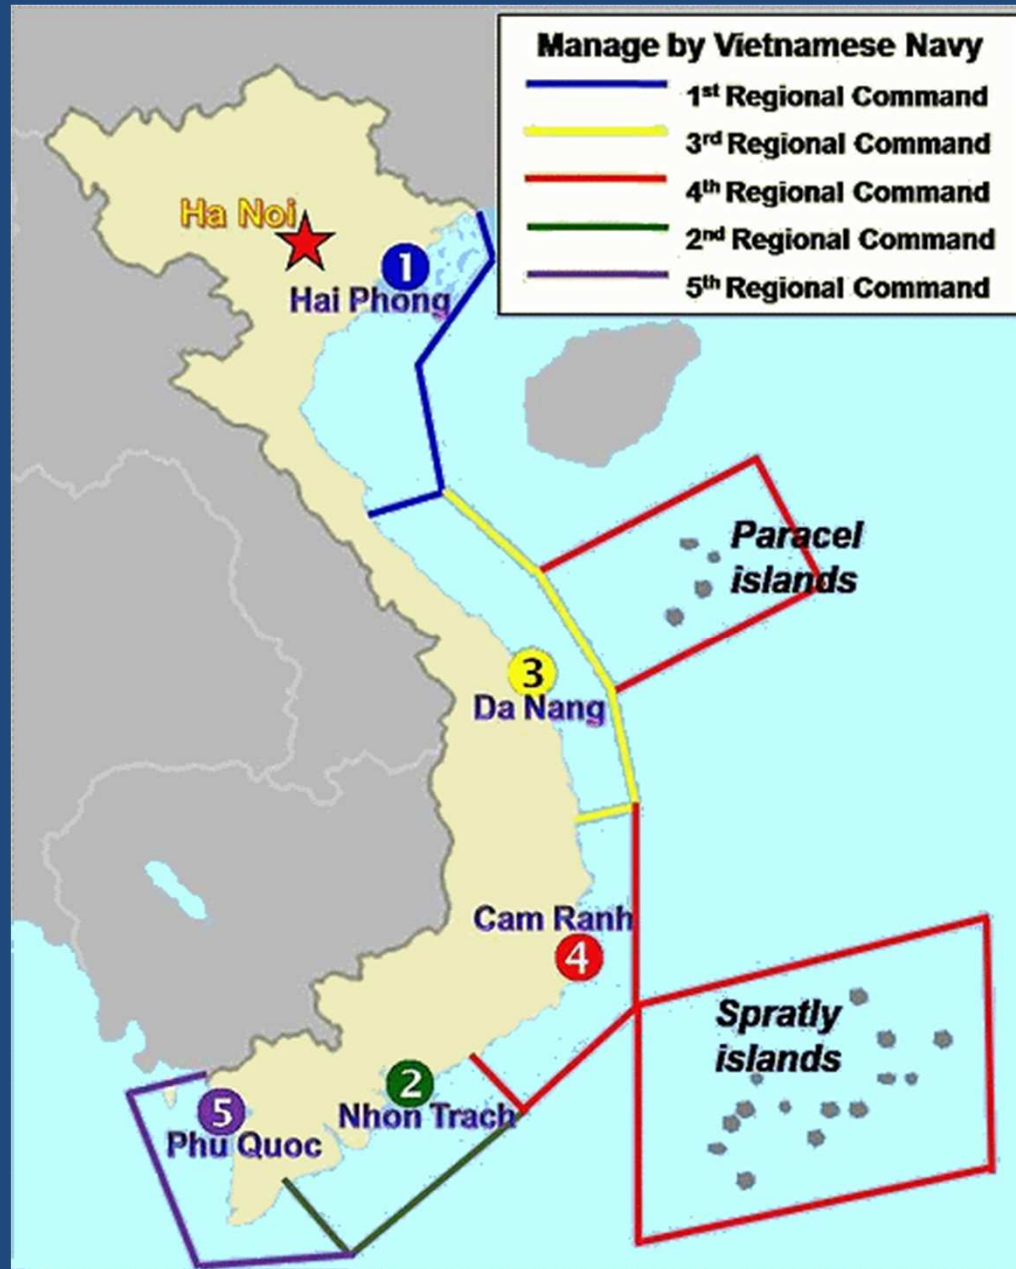 Manage by Vietnamese Navy
1st Regional Command
3rd Regional Command
4th Regional Command
2nd Regional Command
5th Regional Command
Ha Noi
1
Hai Phong
Paracel
islands
3
Da Nang
Cam Ranh
4
Spratly
islands
2
Nhon Trach
5
Phu Quoc